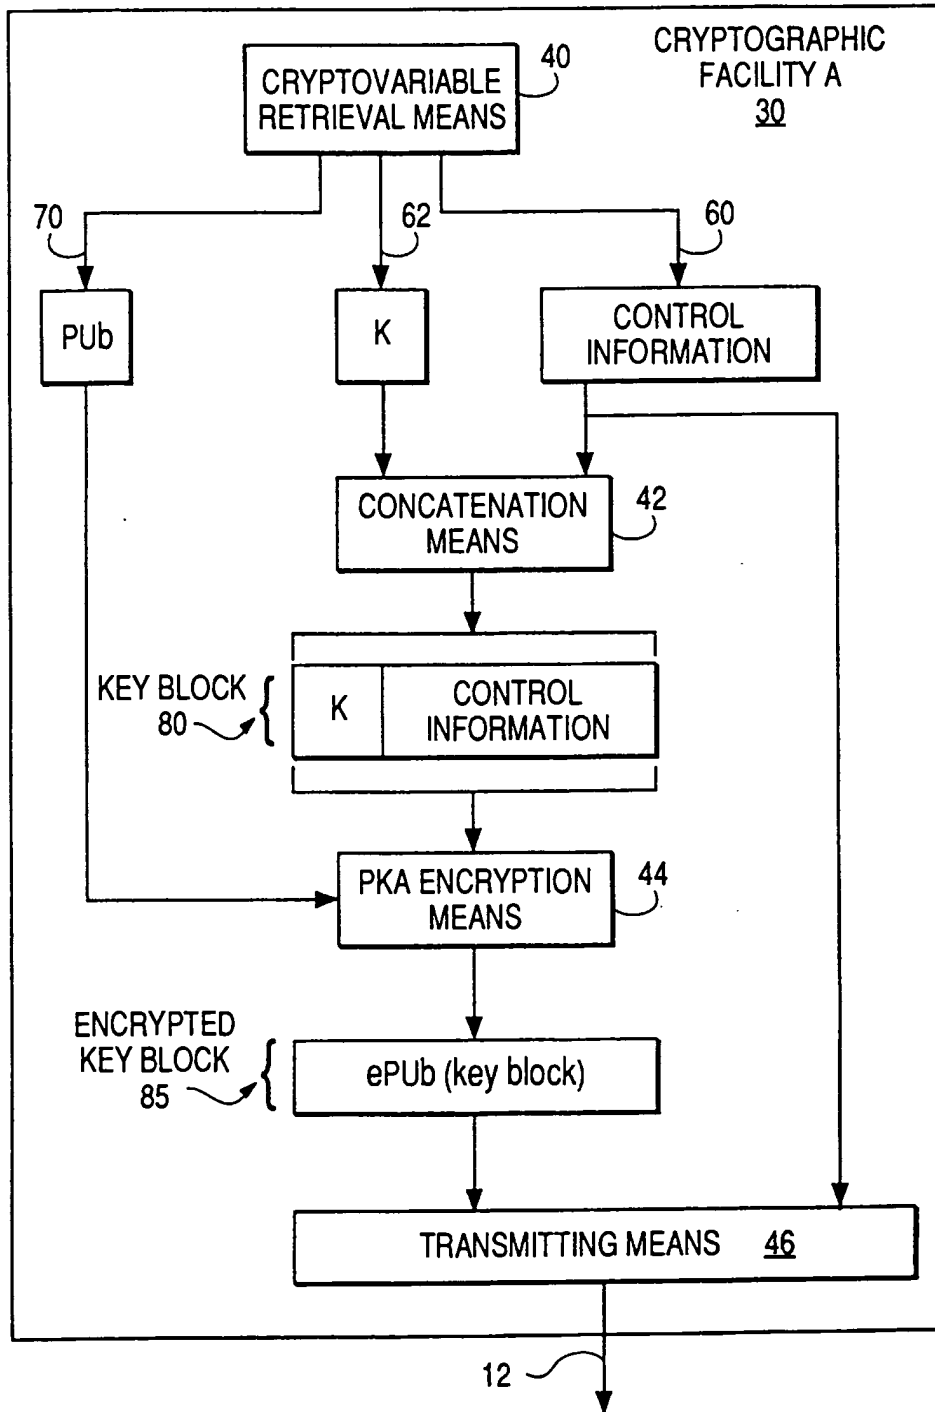 CRYPTOGRAPHIC
FACILITY A
30
CRYPTOVARIABLE
RETRIEVAL MEANS
40
70
62
60
PUb
K
CONTROL
INFORMATION
CONCATENATION
MEANS
42
KEY BLOCK
80
{
K
CONTROL
INFORMATION
PKA ENCRYPTION
MEANS
44
ENCRYPTED
KEY BLOCK
85
{
ePUb (key block)
TRANSMITTING MEANS 46
12